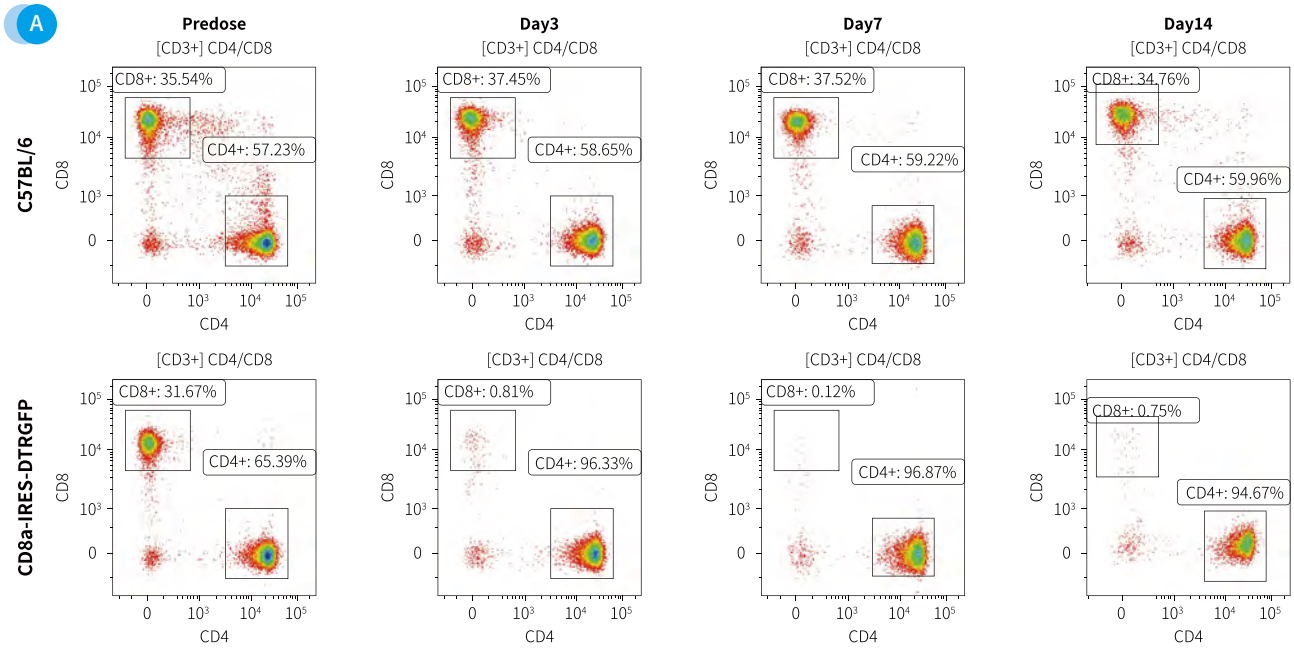 A
Predose Day3 Day7 Day14
[CD3+] CD4/CD8 [CD3+] CD4/CD8 [CD3+] CD4/CD8 [CD3+] CD4/CD8
C57BL/6
CD8
10⁵
10⁴
10³
0
CD8+: 35.54%
CD4+: 57.23%
0 10³ 10⁴ 10⁵
CD4
CD8
10⁵
10⁴
10³
0
CD8+: 37.45%
CD4+: 58.65%
0 10³ 10⁴ 10⁵
CD4
CD8
10⁵
10⁴
10³
0
CD8+: 37.52%
CD4+: 59.22%
0 10³ 10⁴ 10⁵
CD4
CD8
10⁵
10⁴
10³
0
CD8+: 34.76%
CD4+: 59.96%
0 10³ 10⁴ 10⁵
CD4
[CD3+] CD4/CD8 [CD3+] CD4/CD8 [CD3+] CD4/CD8 [CD3+] CD4/CD8
CD8a-IRES-DTRGFP
CD8
10⁵
10⁴
10³
0
CD8+: 31.67%
CD4+: 65.39%
0 10³ 10⁴ 10⁵
CD4
CD8
10⁵
10⁴
10³
0
CD8+: 0.81%
CD4+: 96.33%
0 10³ 10⁴ 10⁵
CD4
CD8
10⁵
10⁴
10³
0
CD8+: 0.12%
CD4+: 96.87%
0 10³ 10⁴ 10⁵
CD4
CD8
10⁵
10⁴
10³
0
CD8+: 0.75%
CD4+: 94.67%
0 10³ 10⁴ 10⁵
CD4